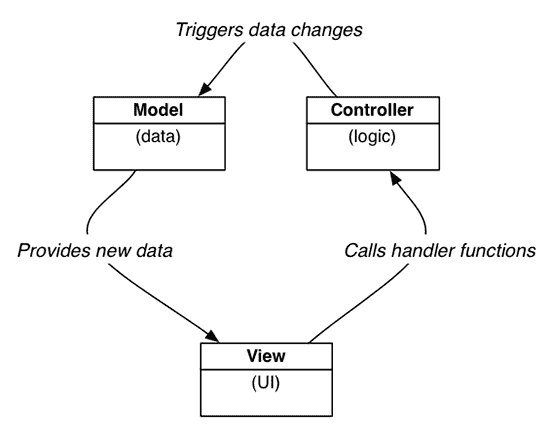 Triggers data changes
Model
(data)
Controller
(logic)
Provides new data
Calls handler functions
View
(UI)